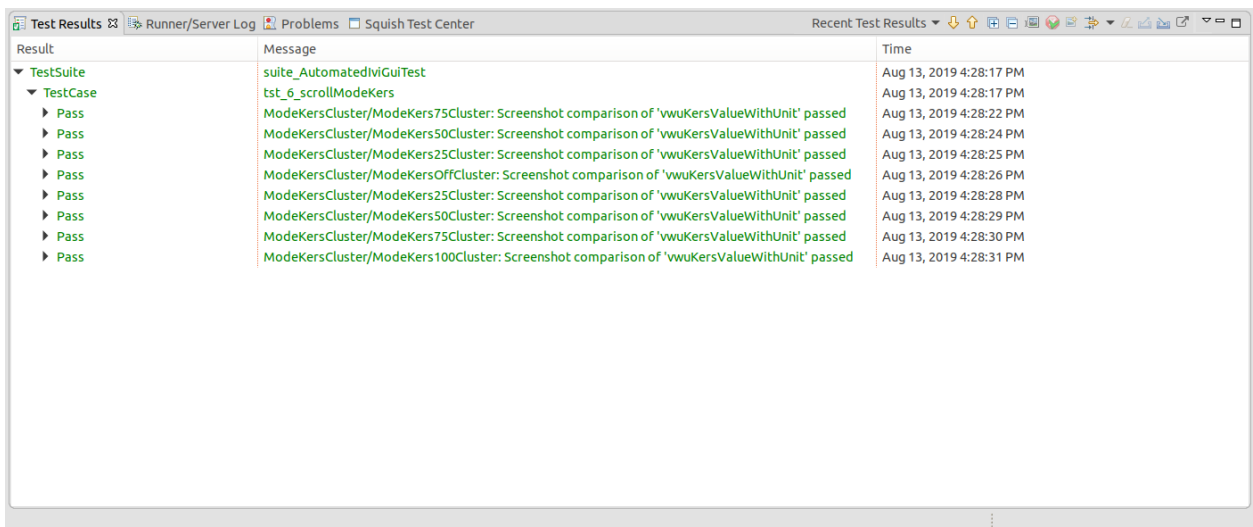 Test Results Runner/Server Log Problems Squish Test Center Recent Test Results
Result Message Time
TestSuite suite_AutomatedIviGuiTest Aug 13, 2019 4:28:17 PM
TestCase tst_6_scrollModeKers Aug 13, 2019 4:28:17 PM
Pass ModeKersCluster/ModeKers75Cluster: Screenshot comparison of 'vwuKersValueWithUnit' passed Aug 13, 2019 4:28:22 PM
Pass ModeKersCluster/ModeKers50Cluster: Screenshot comparison of 'vwuKersValueWithUnit' passed Aug 13, 2019 4:28:24 PM
Pass ModeKersCluster/ModeKers25Cluster: Screenshot comparison of 'vwuKersValueWithUnit' passed Aug 13, 2019 4:28:25 PM
Pass ModeKersCluster/ModeKersOffCluster: Screenshot comparison of 'vwuKersValueWithUnit' passed Aug 13, 2019 4:28:26 PM
Pass ModeKersCluster/ModeKers25Cluster: Screenshot comparison of 'vwuKersValueWithUnit' passed Aug 13, 2019 4:28:28 PM
Pass ModeKersCluster/ModeKers50Cluster: Screenshot comparison of 'vwuKersValueWithUnit' passed Aug 13, 2019 4:28:29 PM
Pass ModeKersCluster/ModeKers75Cluster: Screenshot comparison of 'vwuKersValueWithUnit' passed Aug 13, 2019 4:28:30 PM
Pass ModeKersCluster/ModeKers100Cluster: Screenshot comparison of 'vwuKersValueWithUnit' passed Aug 13, 2019 4:28:31 PM